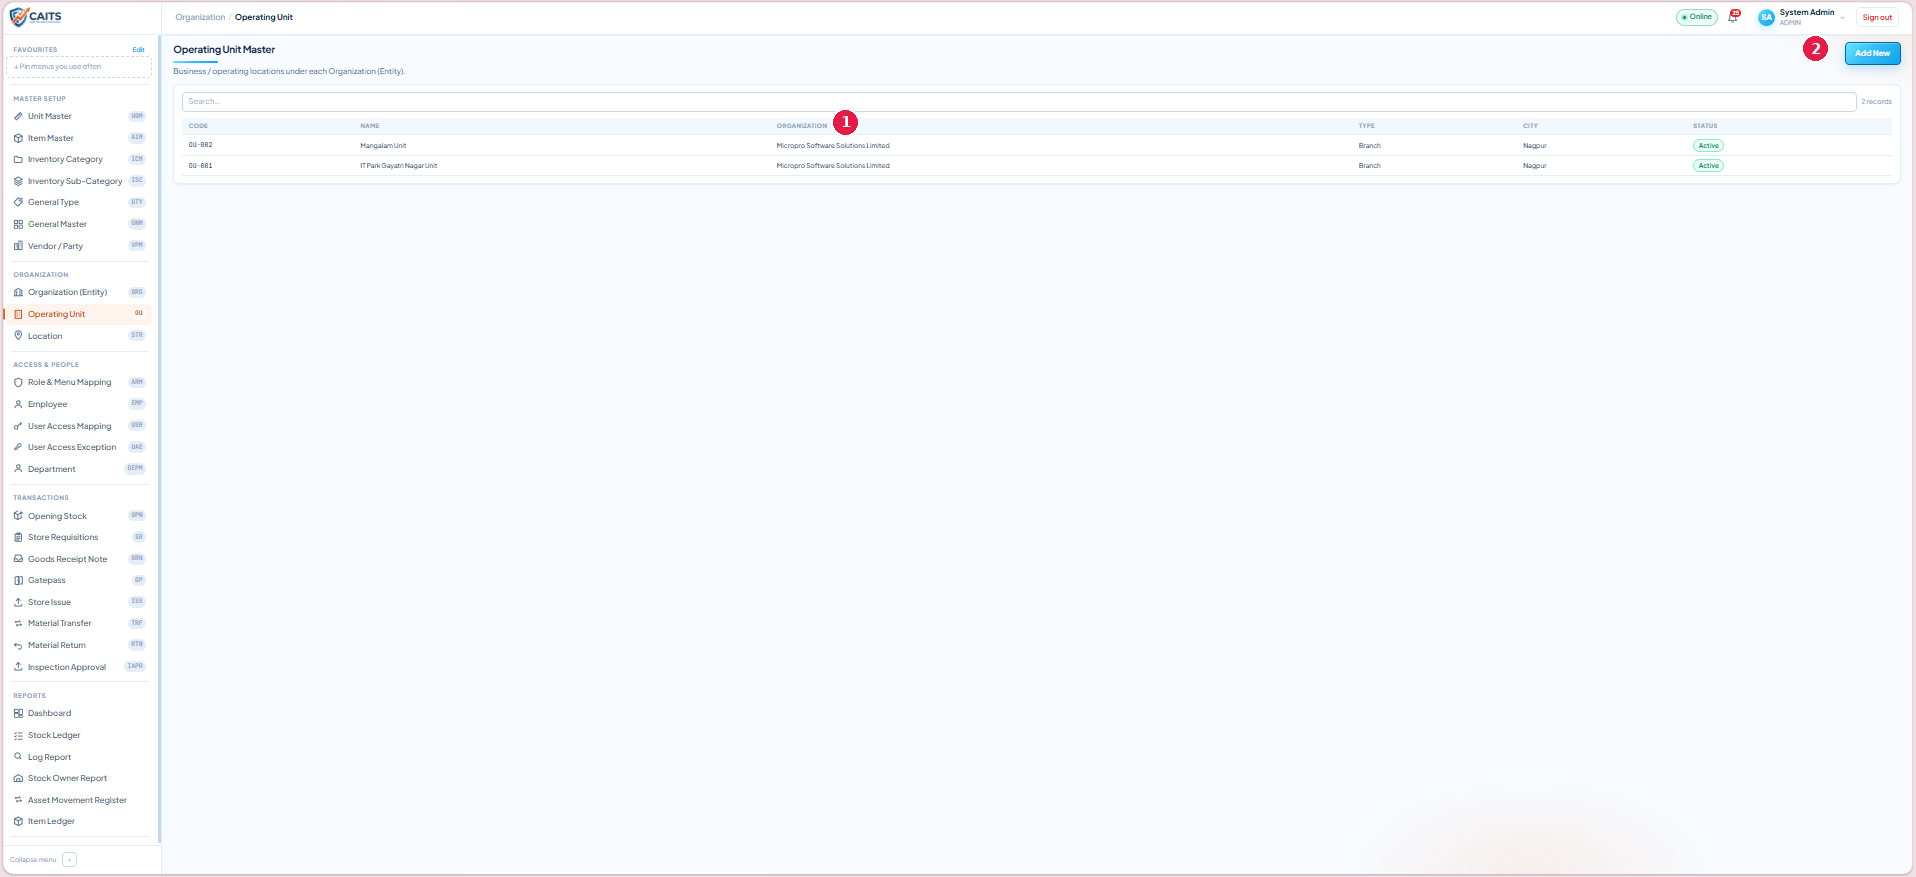 CAITS
Organization / Operating Unit
Online
25
SA
System Admin
ADMIN
Sign out
FAVOURITES Edit
+ Pin menus you use often
MASTER SETUP
Unit Master UOM
Item Master AIM
Inventory Category ICM
Inventory Sub-Category ISC
General Type GTY
General Master GNM
Vendor / Party VPM
ORGANIZATION
Organization (Entity) ORG
Operating Unit OU
Location STR
ACCESS & PEOPLE
Role & Menu Mapping ARM
Employee EMP
User Access Mapping USR
User Access Exception UAE
Department DEPM
TRANSACTIONS
Opening Stock OPN
Store Requisitions SR
Goods Receipt Note GRN
Gatepass GP
Store Issue ISS
Material Transfer TRF
Material Return RTN
Inspection Approval IAPR
REPORTS
Dashboard
Stock Ledger
Log Report
Stock Owner Report
Asset Movement Register
Item Ledger
Collapse menu
Operating Unit Master
Business / operating locations under each Organization (Entity).
2
Add New
Search...
2 records
1
CODE NAME ORGANIZATION TYPE CITY STATUS
OU-002 Mangalam Unit Micropro Software Solutions Limited Branch Nagpur Active
OU-001 IT Park Gayatri Nagar Unit Micropro Software Solutions Limited Branch Nagpur Active